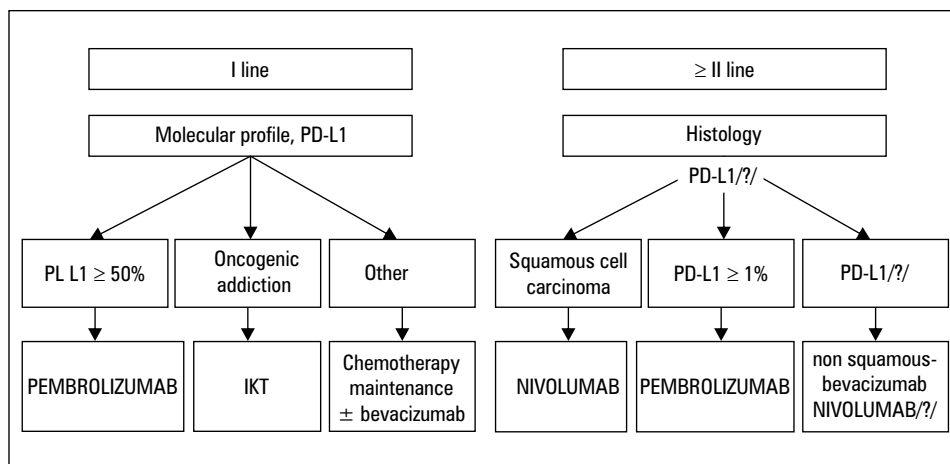 I line
Molecular profile, PD-L1
PL L1 ≥ 50%
Oncogenic
addiction
Other
PEMBROLIZUMAB
IKT
Chemotherapy
maintenance
± bevacizumab
≥ II line
Histology
PD-L1/?/
Squamous cell
carcinoma
PD-L1 ≥ 1%
PD-L1/?/
NIVOLUMAB
PEMBROLIZUMAB
non squamous-
bevacizumab
NIVOLUMAB/?/